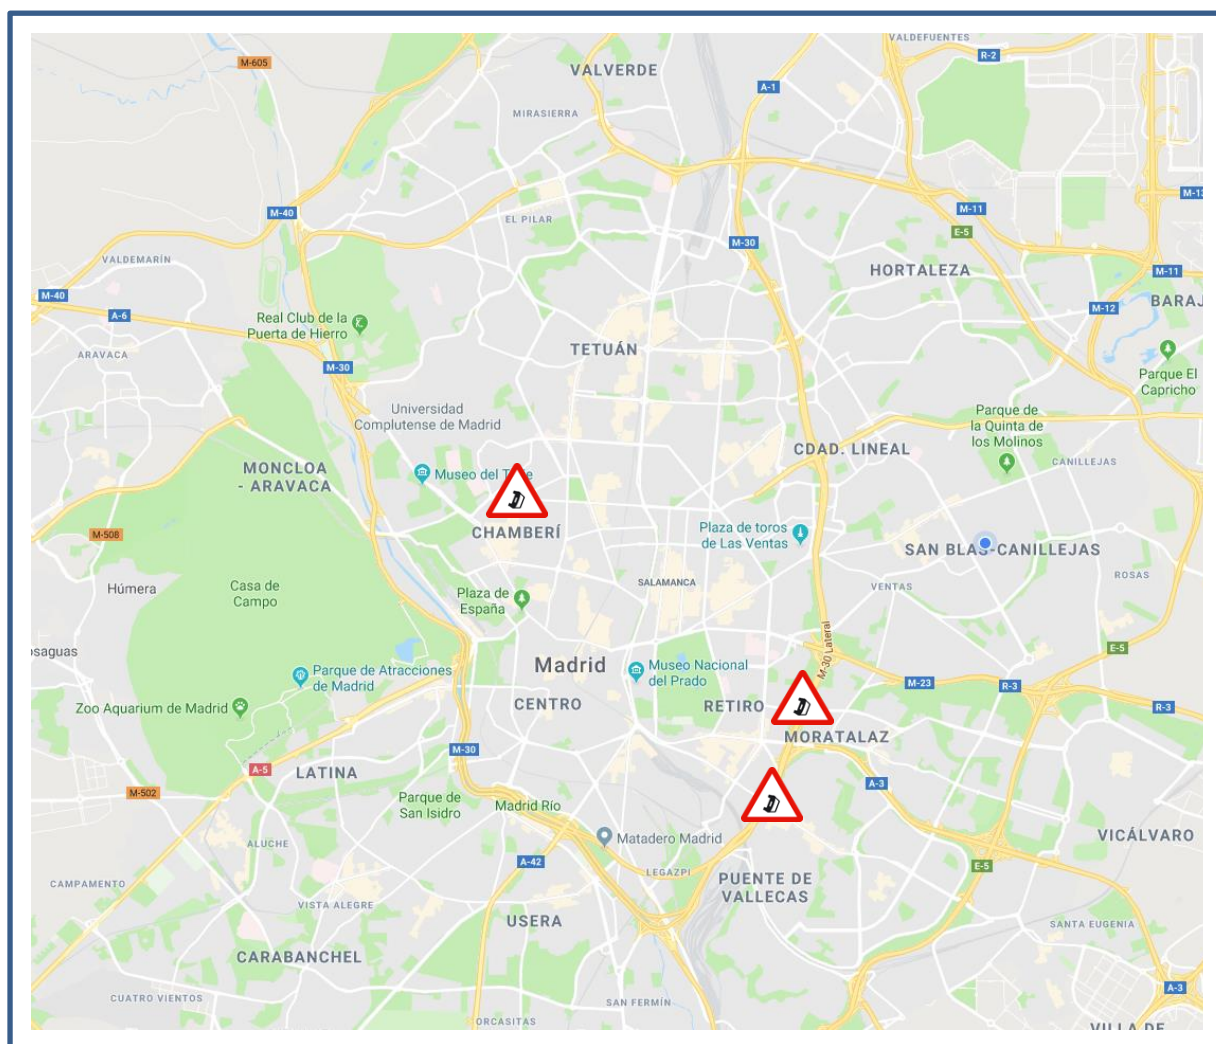 VALDEFUENTES
R-2
M-605
VALVERDE
A-1
MIRASIERRA
M-13
M-40
EL PILAR
M-11
E-5
M-30
VALDEMARÍN
HORTALEZA
M-11
M-40
A-6
Real Club de la
Puerta de Hierro
M-12
BARAJ
ARAVACA
TETUÁN
M-30
Parque El
Capricho
Universidad
Complutense de Madrid
Parque de
la Quinta de
los Molinos
CDAD. LINEAL
CANILLEJAS
MONCLOA
- ARAVACA
Museo del
CHAMBERÍ
M-508
Plaza de toros
de Las Ventas
SAN BLAS-CANILLEJAS
ROSAS
Húmera
Casa de
Campo
Plaza de
España
SALAMANCA
VENTAS
M-30 Lateral
osaguas
E-5
Parque de Atracciones
de Madrid
Madrid
Museo Nacional
del Prado
M-23
R-3
R-3
Zoo Aquarium de Madrid
CENTRO
RETIRO
MORATALAZ
M-30
A-5
LATINA
A-3
M-502
Parque de
San Isidro
Madrid Río
Matadero Madrid
VICÁLVARO
ALUCHE
A-42
LEGAZPI
E-5
CAMPAMENTO
PUENTE DE
VALLECAS
VISTA ALEGRE
USERA
SANTA EUGENIA
CARABANCHEL
A-3
CUATRO VIENTOS
SAN FERMÍN
ORCASITAS
VILLA DE